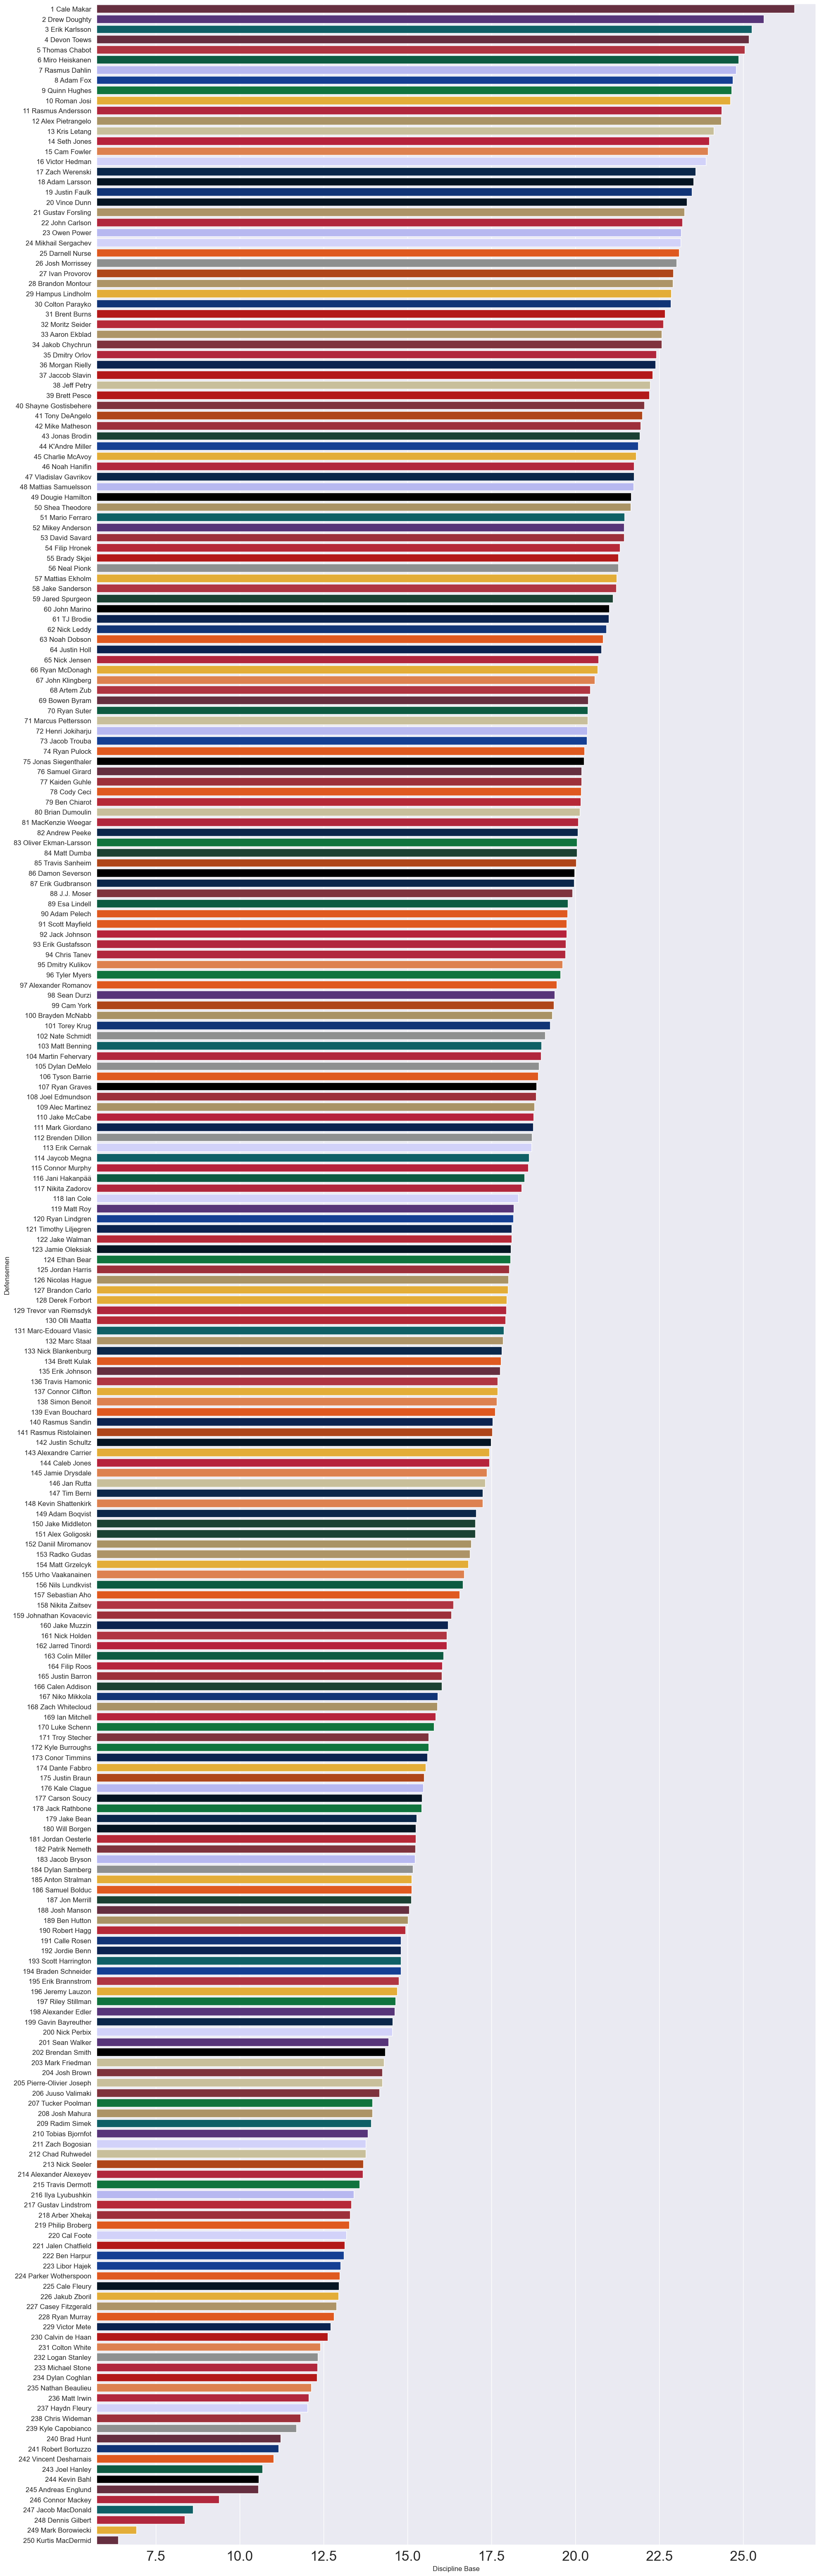 1 Cale Makar
2 Drew Doughty
3 Erik Karlsson
4 Devon Toews
5 Thomas Chabot
6 Miro Heiskanen
7 Rasmus Dahlin
8 Adam Fox
9 Quinn Hughes
10 Roman Josi
11 Rasmus Andersson
12 Alex Pietrangelo
13 Kris Letang
14 Seth Jones
15 Cam Fowler
16 Victor Hedman
17 Zach Werenski
18 Adam Larsson
19 Justin Faulk
20 Vince Dunn
21 Gustav Forsling
22 John Carlson
23 Owen Power
24 Mikhail Sergachev
25 Darnell Nurse
26 Josh Morrissey
27 Ivan Provorov
28 Brandon Montour
29 Hampus Lindholm
30 Colton Parayko
31 Brent Burns
32 Moritz Seider
33 Aaron Ekblad
34 Jakob Chychrun
35 Dmitry Orlov
36 Morgan Rielly
37 Jaccob Slavin
38 Jeff Petry
39 Brett Pesce
40 Shayne Gostisbehere
41 Tony DeAngelo
42 Mike Matheson
43 Jonas Brodin
44 K'Andre Miller
45 Charlie McAvoy
46 Noah Hanifin
47 Vladislav Gavrikov
48 Mattias Samuelsson
49 Dougie Hamilton
50 Shea Theodore
51 Mario Ferraro
52 Mikey Anderson
53 David Savard
54 Filip Hronek
55 Brady Skjei
56 Neal Pionk
57 Mattias Ekholm
58 Jake Sanderson
59 Jared Spurgeon
60 John Marino
61 TJ Brodie
62 Nick Leddy
63 Noah Dobson
64 Justin Holl
65 Nick Jensen
66 Ryan McDonagh
67 John Klingberg
68 Artem Zub
69 Bowen Byram
70 Ryan Suter
71 Marcus Pettersson
72 Henri Jokiharju
73 Jacob Trouba
74 Ryan Pulock
75 Jonas Siegenthaler
76 Samuel Girard
77 Kaiden Guhle
78 Cody Ceci
79 Ben Chiarot
80 Brian Dumoulin
81 MacKenzie Weegar
82 Andrew Peeke
83 Oliver Ekman-Larsson
84 Matt Dumba
85 Travis Sanheim
86 Damon Severson
87 Erik Gudbranson
88 J.J. Moser
89 Esa Lindell
90 Adam Pelech
91 Scott Mayfield
92 Jack Johnson
93 Erik Gustafsson
94 Chris Tanev
95 Dmitry Kulikov
96 Tyler Myers
97 Alexander Romanov
98 Sean Durzi
99 Cam York
100 Brayden McNabb
101 Torey Krug
102 Nate Schmidt
103 Matt Benning
104 Martin Fehervary
105 Dylan DeMelo
106 Tyson Barrie
107 Ryan Graves
108 Joel Edmundson
109 Alec Martinez
110 Jake McCabe
111 Mark Giordano
112 Brenden Dillon
113 Erik Cernak
114 Jaycob Megna
115 Connor Murphy
116 Jani Hakanpää
117 Nikita Zadorov
118 Ian Cole
119 Matt Roy
120 Ryan Lindgren
121 Timothy Liljegren
122 Jake Walman
123 Jamie Oleksiak
124 Ethan Bear
125 Jordan Harris
126 Nicolas Hague
127 Brandon Carlo
128 Derek Forbort
129 Trevor van Riemsdyk
130 Olli Maatta
131 Marc-Edouard Vlasic
132 Marc Staal
133 Nick Blankenburg
134 Brett Kulak
135 Erik Johnson
136 Travis Hamonic
137 Connor Clifton
138 Simon Benoit
139 Evan Bouchard
140 Rasmus Sandin
141 Rasmus Ristolainen
142 Justin Schultz
143 Alexandre Carrier
144 Caleb Jones
145 Jamie Drysdale
146 Jan Rutta
147 Tim Berni
148 Kevin Shattenkirk
149 Adam Boqvist
150 Jake Middleton
151 Alex Goligoski
152 Daniil Miromanov
153 Radko Gudas
154 Matt Grzelcyk
155 Urho Vaakanainen
156 Nils Lundkvist
157 Sebastian Aho
158 Nikita Zaitsev
159 Johnathan Kovacevic
160 Jake Muzzin
161 Nick Holden
162 Jarred Tinordi
163 Colin Miller
164 Filip Roos
165 Justin Barron
166 Calen Addison
167 Niko Mikkola
168 Zach Whitecloud
169 Ian Mitchell
170 Luke Schenn
171 Troy Stecher
172 Kyle Burroughs
173 Conor Timmins
174 Dante Fabbro
175 Justin Braun
176 Kale Clague
177 Carson Soucy
178 Jack Rathbone
179 Jake Bean
180 Will Borgen
181 Jordan Oesterle
182 Patrik Nemeth
183 Jacob Bryson
184 Dylan Samberg
185 Anton Stralman
186 Samuel Bolduc
187 Jon Merrill
188 Josh Manson
189 Ben Hutton
190 Robert Hagg
191 Calle Rosen
192 Jordie Benn
193 Scott Harrington
194 Braden Schneider
195 Erik Brannstrom
196 Jeremy Lauzon
197 Riley Stillman
198 Alexander Edler
199 Gavin Bayreuther
200 Nick Perbix
201 Sean Walker
202 Brendan Smith
203 Mark Friedman
204 Josh Brown
205 Pierre-Olivier Joseph
206 Juuso Valimaki
207 Tucker Poolman
208 Josh Mahura
209 Radim Simek
210 Tobias Bjornfot
211 Zach Bogosian
212 Chad Ruhwedel
213 Nick Seeler
214 Alexander Alexeyev
215 Travis Dermott
216 Ilya Lyubushkin
217 Gustav Lindstrom
218 Arber Xhekaj
219 Philip Broberg
220 Cal Foote
221 Jalen Chatfield
222 Ben Harpur
223 Libor Hajek
224 Parker Wotherspoon
225 Cale Fleury
226 Jakub Zboril
227 Casey Fitzgerald
228 Ryan Murray
229 Victor Mete
230 Calvin de Haan
231 Colton White
232 Logan Stanley
233 Michael Stone
234 Dylan Coghlan
235 Nathan Beaulieu
236 Matt Irwin
237 Haydn Fleury
238 Chris Wideman
239 Kyle Capobianco
240 Brad Hunt
241 Robert Bortuzzo
242 Vincent Desharnais
243 Joel Hanley
244 Kevin Bahl
245 Andreas Englund
246 Connor Mackey
247 Jacob MacDonald
248 Dennis Gilbert
249 Mark Borowiecki
250 Kurtis MacDermid
Defensemen
7.5 10.0 12.5 15.0 17.5 20.0 22.5 25.0
Discipline Base